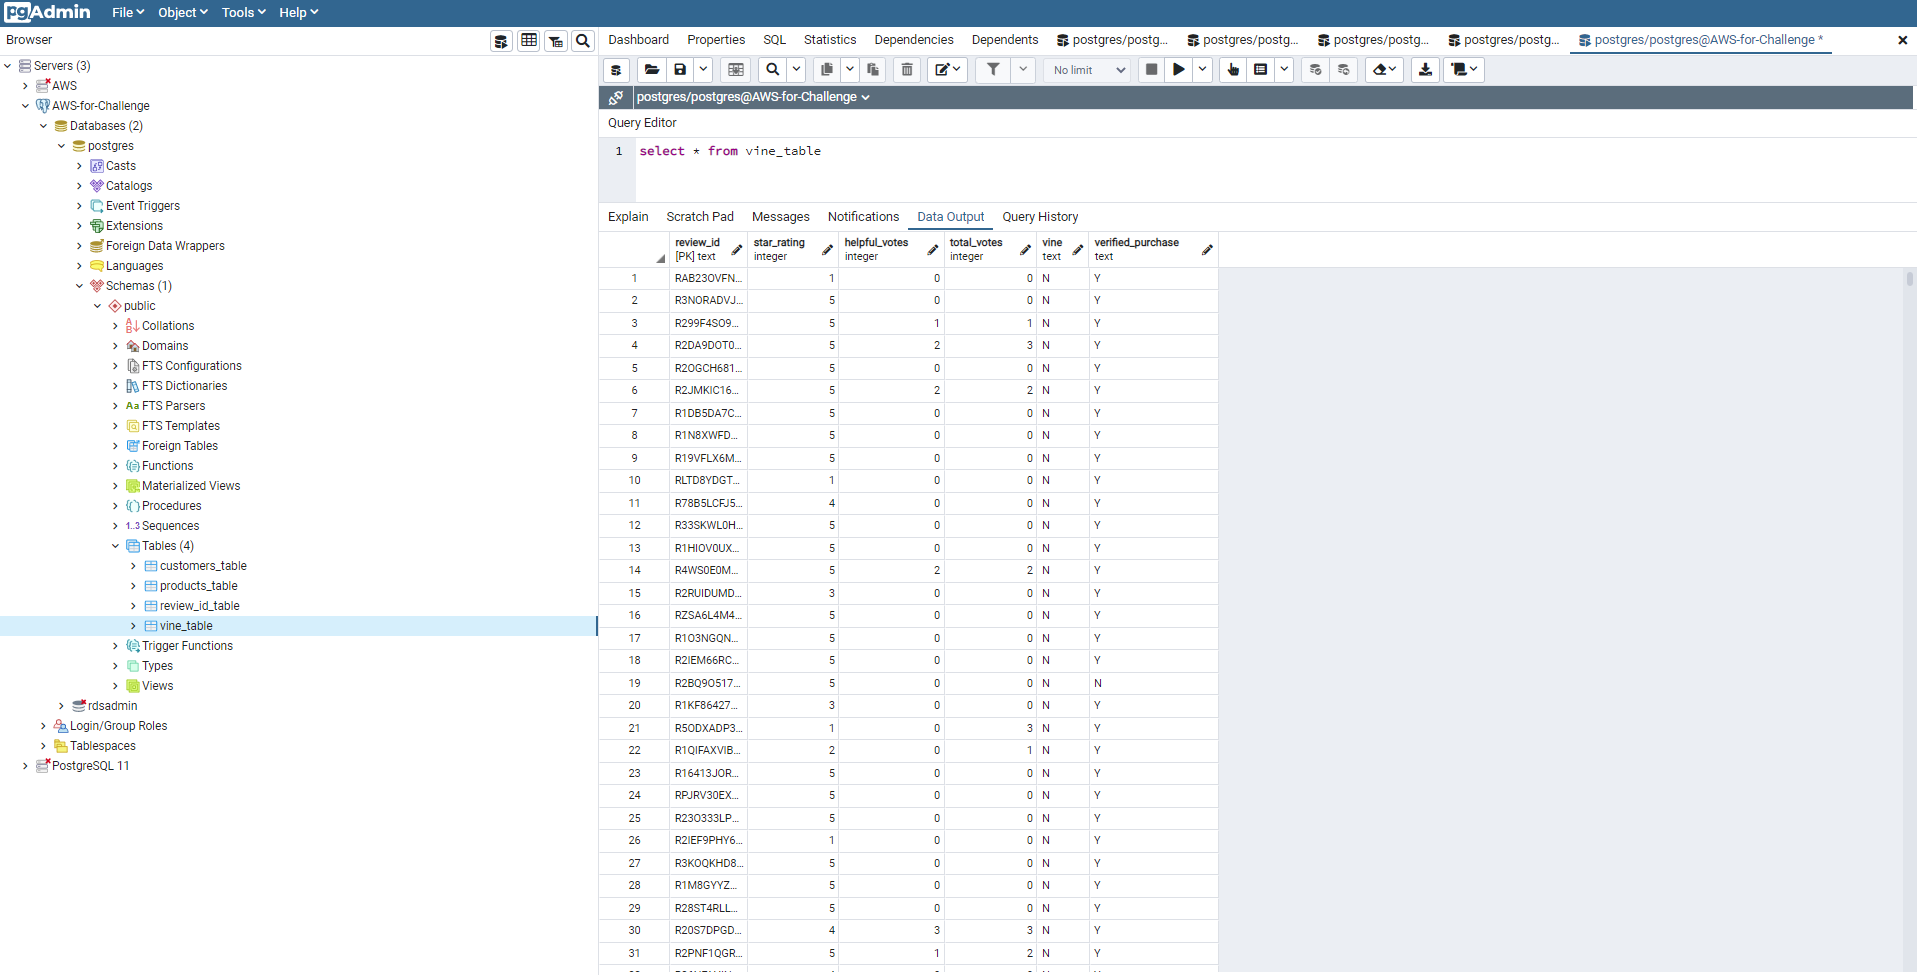 pgAdmin File Object Tools Help
Browser
Servers (3)
AWS
AWS-for-Challenge
Databases (2)
postgres
Casts
Catalogs
Event Triggers
Extensions
Foreign Data Wrappers
Languages
Schemas (1)
public
Collations
Domains
FTS Configurations
FTS Dictionaries
Aa FTS Parsers
FTS Templates
Foreign Tables
Functions
Materialized Views
Procedures
1..3 Sequences
Tables (4)
customers_table
products_table
review_id_table
vine_table
Trigger Functions
Types
Views
rdsadmin
Login/Group Roles
Tablespaces
PostgreSQL 11
Dashboard Properties SQL Statistics Dependencies Dependents postgres/postg... postgres/postg... postgres/postg... postgres/postg... postgres/postgres@AWS-for-Challenge *
No limit
postgres/postgres@AWS-for-Challenge
Query Editor
1 select * from vine_table
Explain Scratch Pad Messages Notifications Data Output Query History
review_id star_rating helpful_votes total_votes vine verified_purchase
[PK] text integer integer integer text text
1 RAB23OVFN... 1 0 0 N Y
2 R3NORADVJ... 5 0 0 N Y
3 R299F4SO9... 5 1 1 N Y
4 R2DA9DOT0... 5 2 3 N Y
5 R2OGCH681... 5 0 0 N Y
6 R2JMKIC16... 5 2 2 N Y
7 R1DB5DA7C... 5 0 0 N Y
8 R1N8XWFD... 5 0 0 N Y
9 R19VFLX6M... 5 0 0 N Y
10 RLTD8YDGT... 1 0 0 N Y
11 R78B5LCFJ5... 4 0 0 N Y
12 R33SKWL0H... 5 0 0 N Y
13 R1HIOV0UX... 5 0 0 N Y
14 R4WS0E0M... 5 2 2 N Y
15 R2RUIDUMD... 3 0 0 N Y
16 RZSA6L4M4... 5 0 0 N Y
17 R1O3NGQN... 5 0 0 N Y
18 R2IEM66RC... 5 0 0 N Y
19 R2BQ9O517... 5 0 0 N N
20 R1KF86427... 3 0 0 N Y
21 R5ODXADP3... 1 0 3 N Y
22 R1QIFAXVIB... 2 0 1 N Y
23 R16413JOR... 5 0 0 N Y
24 RPJRV30EX... 5 0 0 N Y
25 R23O333LP... 5 0 0 N Y
26 R2IEF9PHY6... 1 0 0 N Y
27 R3KOQKHD8... 5 0 0 N Y
28 R1M8GYYZ... 5 0 0 N Y
29 R28ST4RLL... 5 0 0 N Y
30 R20S7DPGD... 4 3 3 N Y
31 R2PNF1QGR... 5 1 2 N Y